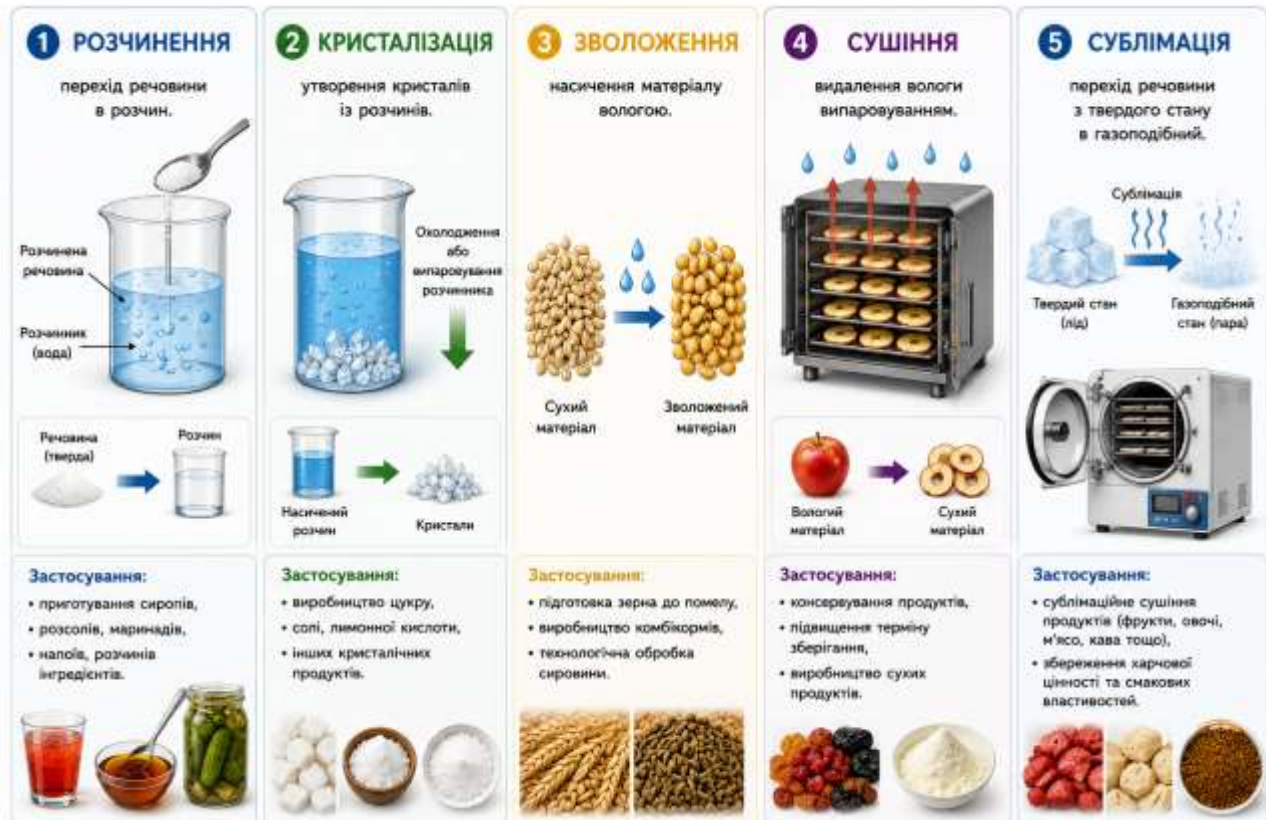 1 РОЗЧИНЕННЯ
перехід речовини
в розчин.
Розчинена
речовина
Розчинник
(вода)
Речовина
(тверда)
Розчин
Застосування:
• приготування сиропів,
• розсолів, маринадів,
• напоїв, розчинів
інгредієнтів.
2 КРИСТАЛІЗАЦІЯ
утворення кристалів
із розчинів.
Охолодження
або
випаровування
розчинника
Насичений
розчин
Кристали
Застосування:
• виробництво цукру,
• солі, лимонної кислоти,
• інших кристалічних
продуктів.
3 ЗВОЛОЖЕННЯ
насичення матеріалу
вологою.
Сухий
матеріал
Зволожений
матеріал
Застосування:
• підготовка зерна до помелу,
• виробництво комбікормів,
• технологічна обробка
сировини.
4 СУШІННЯ
видалення вологи
випаровуванням.
Вологий
матеріал
Сухий
матеріал
Застосування:
• консервування продуктів,
• підвищення терміну
зберігання,
• виробництво сухих
продуктів.
5 СУБЛІМАЦІЯ
перехід речовини
з твердого стану
в газоподібний.
Сублімація
Твердий стан
(лід)
Газоподібний
стан (пара)
Застосування:
• сублімаційне сушіння
продуктів (фрукти, овочі,
м'ясо, кава тощо),
• збереження харчової
цінності та смакових
властивостей.